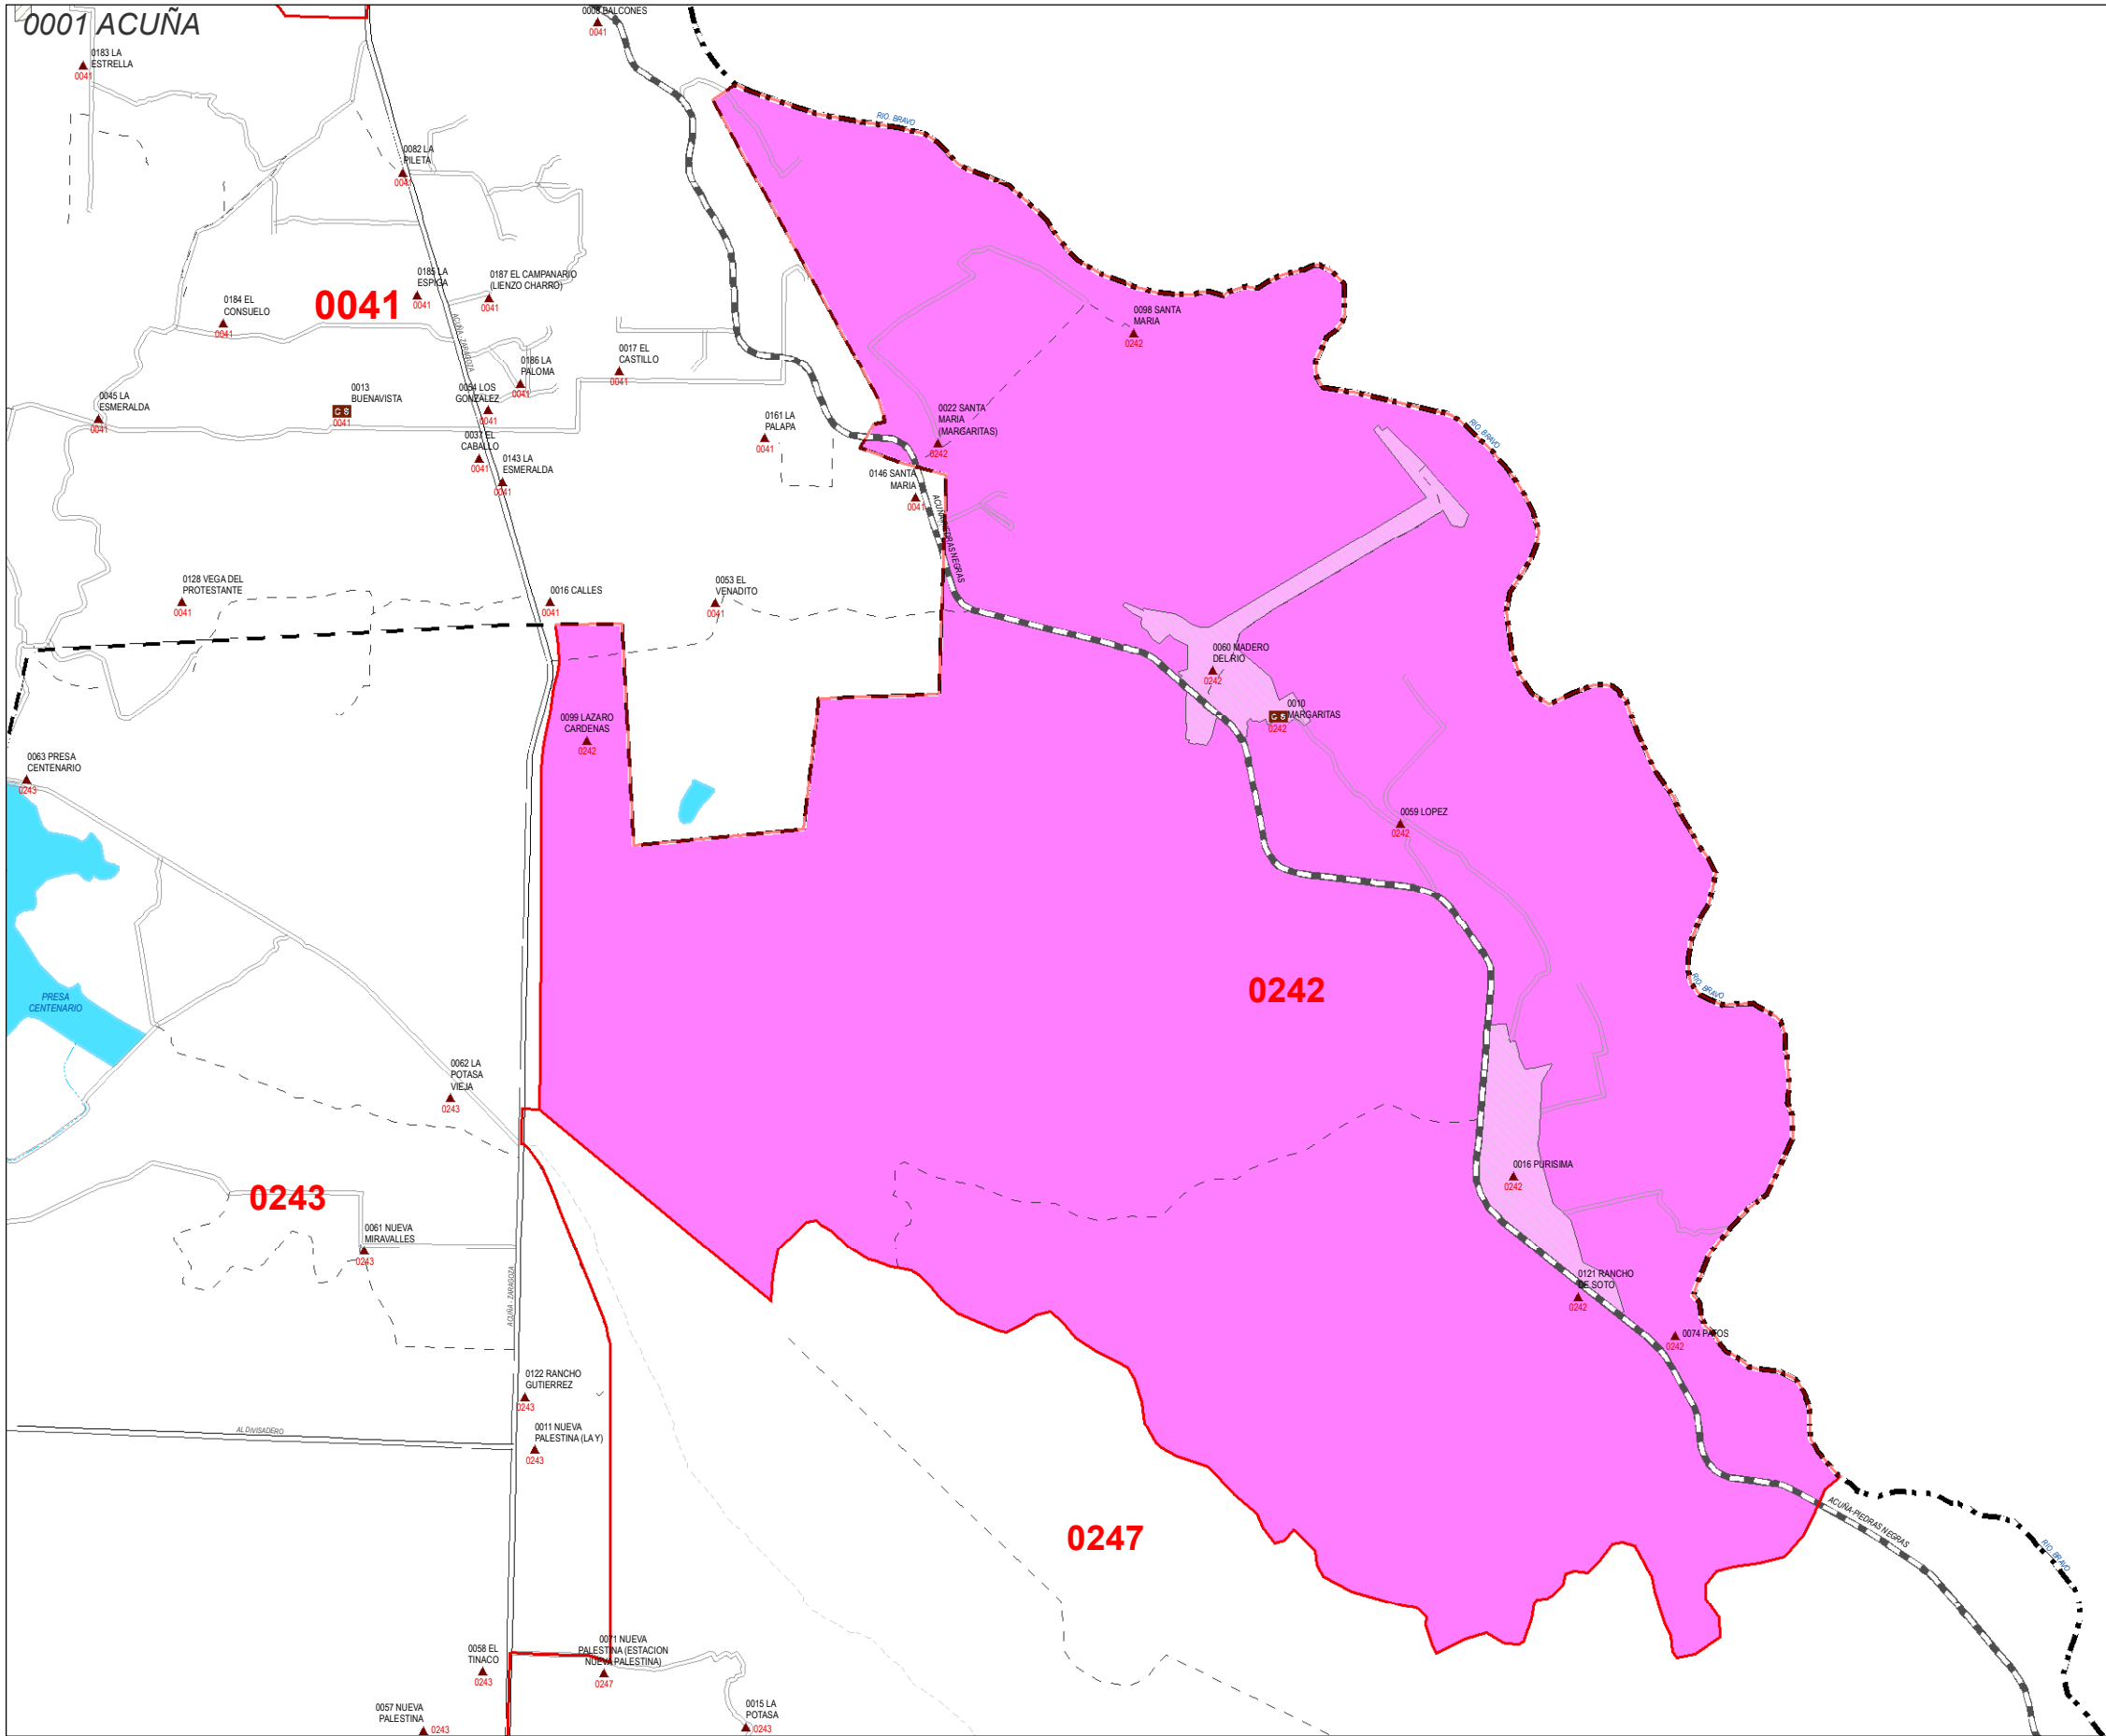 0001 ACUÑA
0008 BALCONES
0041
0183 LA
ESTRELLA
0041
RIO. BRAVO
0082 LA
PILETA
0041
0185 LA
ESPIGA
0041
0187 EL CAMPANARIO
(LIENZO CHARRO)
0041
0184 EL
CONSUELO
0041
0041
ACUÑA - ZARAGOZA
0098 SANTA
MARIA
0242
0017 EL
CASTILLO
0041
0186 LA
PALOMA
0041
0013
BUENAVISTA
C S
0041
0054 LOS
GONZALEZ
0041
0045 LA
ESMERALDA
0041
0161 LA
PALAPA
0041
0022 SANTA
MARIA
(MARGARITAS)
0242
RIO. BRAVO
0037 EL
CABALLO
0041
0143 LA
ESMERALDA
0041
0146 SANTA
MARIA
0041
ACUÑA-PIEDRAS NEGRAS
0128 VEGA DEL
PROTESTANTE
0041
0016 CALLES
0041
0053 EL
VENADITO
0041
0060 MADERO
DEL RIO
0242
0010
MARGARITAS
C S
0242
0099 LAZARO
CARDENAS
0242
0063 PRESA
CENTENARIO
0243
0059 LOPEZ
0242
0242
RIO. BRAVO
PRESA
CENTENARIO
0062 LA
POTASA
VIEJA
0243
0016 PURISIMA
0242
0243
0061 NUEVA
MIRAVALLES
0243
ACUÑA - ZARAGOZA
0121 RANCHO
DE SOTO
0242
0074 PATOS
0242
0122 RANCHO
GUTIERREZ
0243
0011 NUEVA
PALESTINA (LA Y)
0243
AL DIVISADERO
0247
ACUÑA-PIEDRAS NEGRAS
RIO. BRAVO
0058 EL
TINACO
0243
0071 NUEVA
PALESTINA (ESTACION
NUEVA PALESTINA)
0247
0057 NUEVA
PALESTINA
0243
0015 LA
POTASA
0243